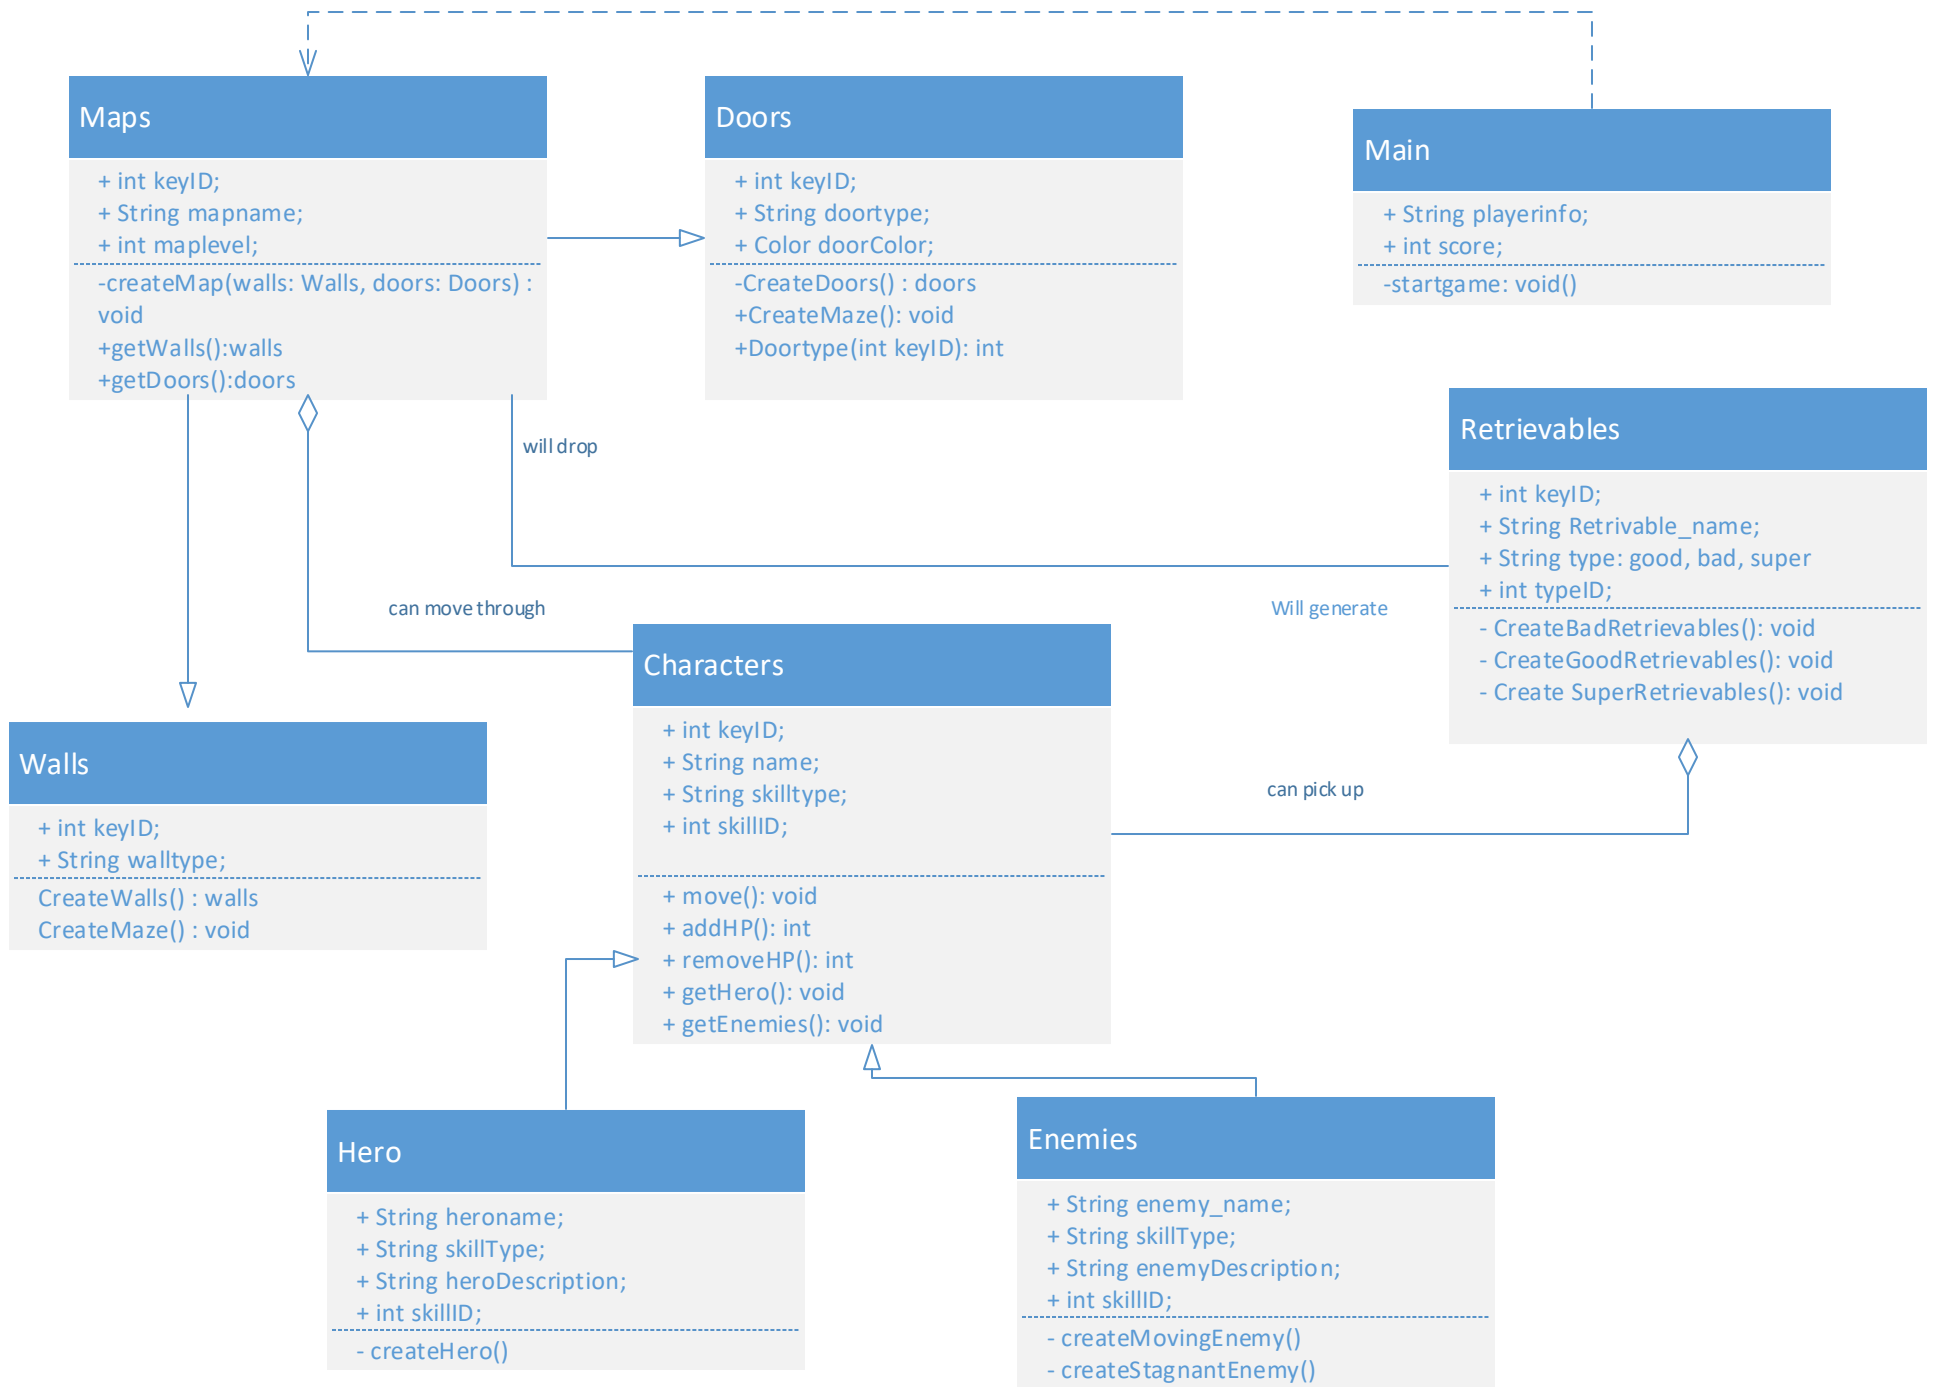 Maps
+ int keyID;
+ String mapname;
+ int maplevel;
-createMap(walls: Walls, doors: Doors) :
void
+getWalls():walls
+getDoors():doors
Doors
+ int keyID;
+ String doortype;
+ Color doorColor;
-CreateDoors() : doors
+CreateMaze(): void
+Doortype(int keyID): int
Main
+ String playerinfo;
+ int score;
-startgame: void()
will drop
Retrievables
+ int keyID;
+ String Retrivable_name;
+ String type: good, bad, super
+ int typeID;
- CreateBadRetrievables(): void
- CreateGoodRetrievables(): void
- Create SuperRetrievables(): void
can move through
Will generate
Characters
+ int keyID;
+ String name;
+ String skilltype;
+ int skillID;
+ move(): void
+ addHP(): int
+ removeHP(): int
+ getHero(): void
+ getEnemies(): void
can pick up
Walls
+ int keyID;
+ String walltype;
CreateWalls() : walls
CreateMaze() : void
Hero
+ String heroname;
+ String skillType;
+ String heroDescription;
+ int skillID;
- createHero()
Enemies
+ String enemy_name;
+ String skillType;
+ String enemyDescription;
+ int skillID;
- createMovingEnemy()
- createStagnantEnemy()